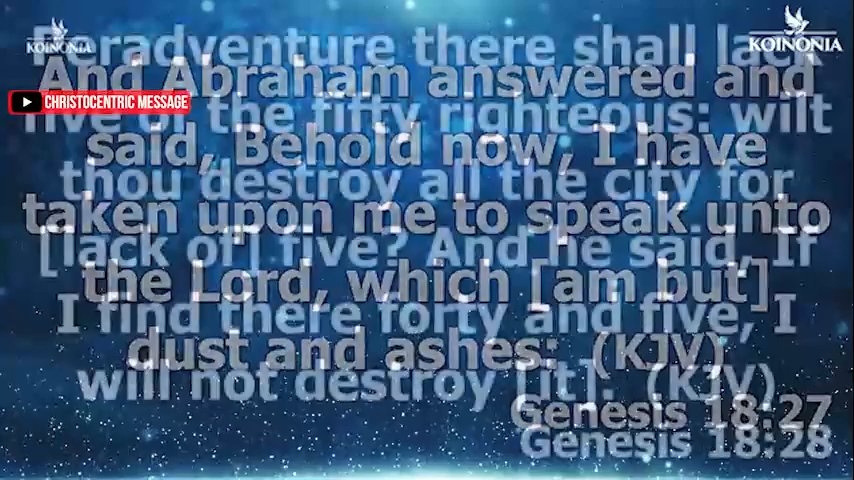 KOINONIA
KOINONIA
CHRISTOCENTRIC MESSAGE
And Abraham answered and
said, Behold now, I have
taken upon me to speak unto
the Lord, which [am but]
dust and ashes: (KJV)
Genesis 18:27
Peradventure there shall lack
five of the fifty righteous: wilt
thou destroy all the city for
[lack of] five? And he said, If
I find there forty and five, I
will not destroy [it]. (KJV)
Genesis 18:28